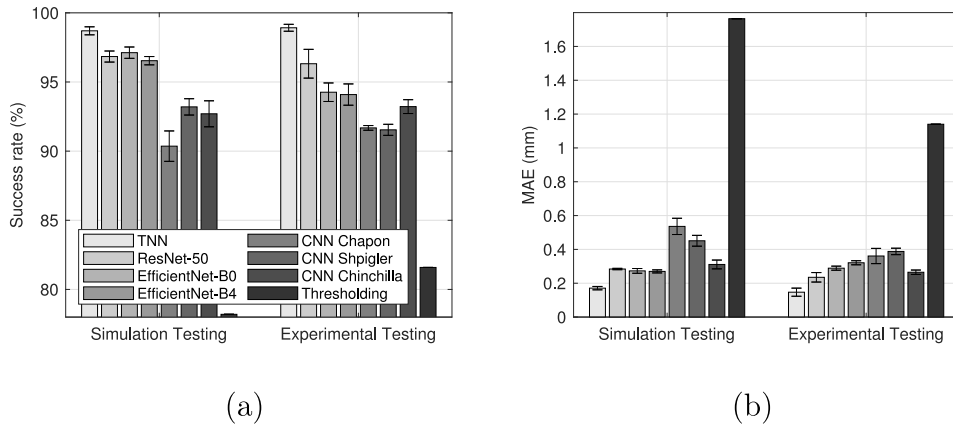 100
95
90
85
80
Success rate (%)
TNN
ResNet-50
EfficientNet-B0
EfficientNet-B4
CNN Chapon
CNN Shpigler
CNN Chinchilla
Thresholding
Simulation Testing
Experimental Testing
(a)
1.6
1.2
1
0.8
0.6
0.4
0.2
0
MAE (mm)
Simulation Testing
Experimental Testing
(b)